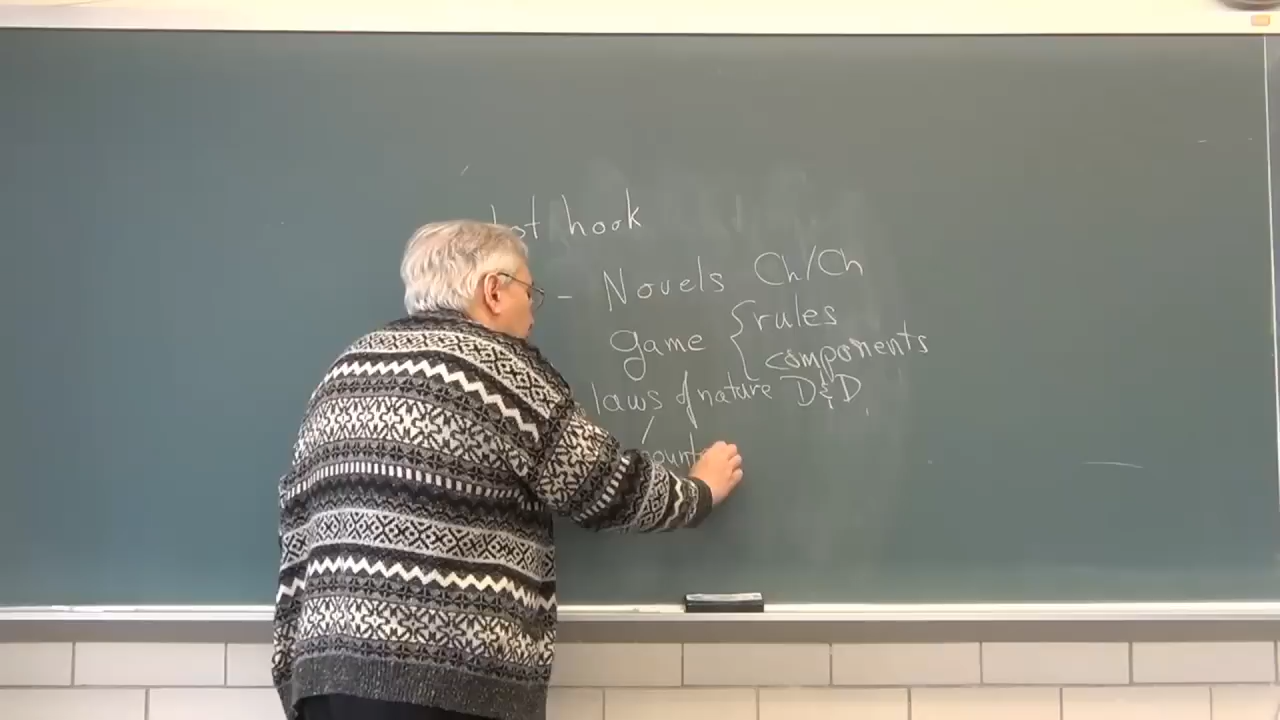 hook
- Novels Ch/Ch
game { rules
components
laws of nature D&D